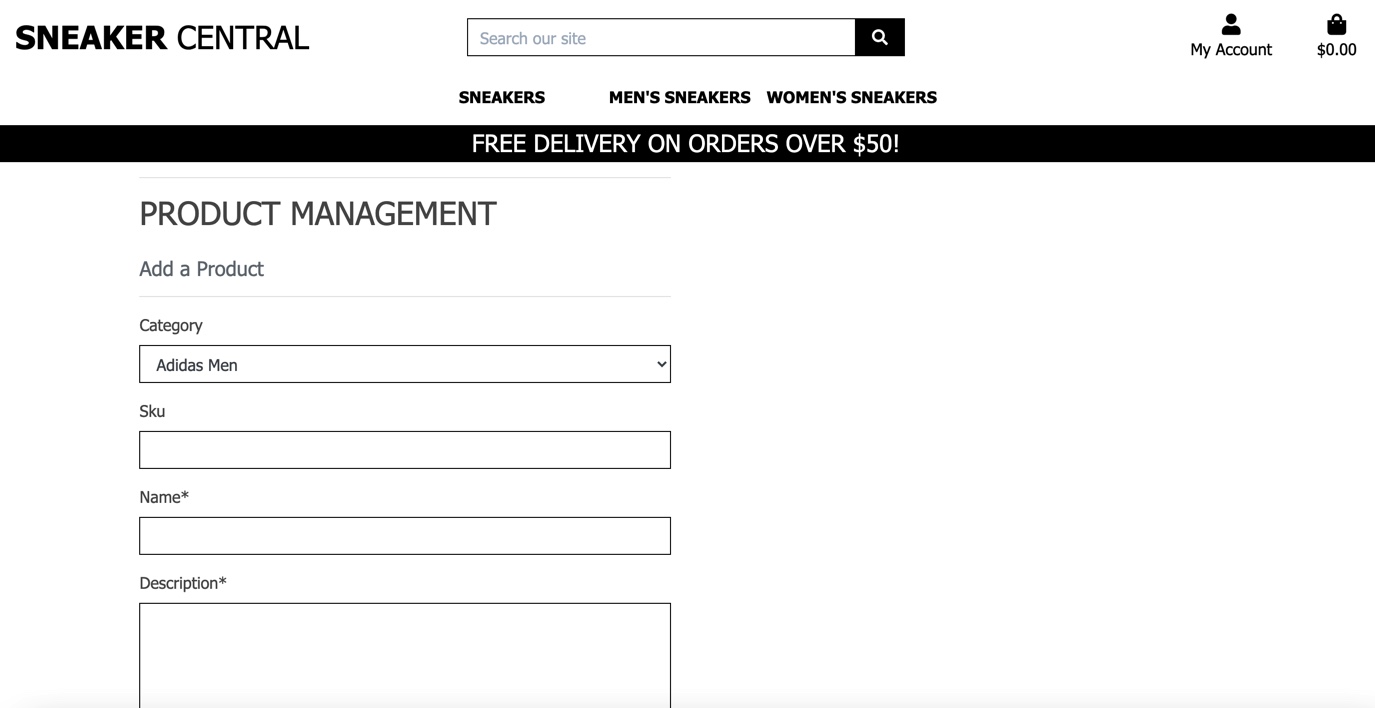 SNEAKER CENTRAL
Search our site
My Account
$0.00
SNEAKERS
MEN'S SNEAKERS
WOMEN'S SNEAKERS
FREE DELIVERY ON ORDERS OVER $50!
PRODUCT MANAGEMENT
Add a Product
Category
Adidas Men
Sku
Name*
Description*